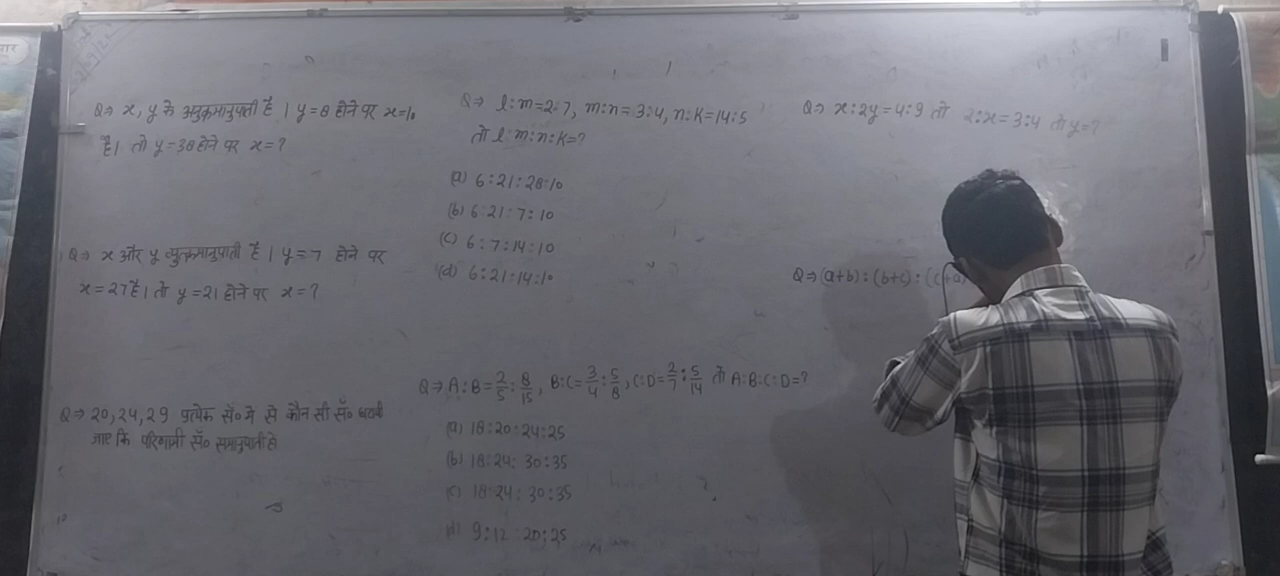 Q⇒ x, y के अनुक्रमानुपाती है । y=8 होने पर x=10
है। तो y=38 होने पर x=?
Q⇒ x और y व्युत्क्रमानुपाती है । y=7 होने पर
x=27 है। तो y=21 होने पर x=?
Q⇒ 20,24,29 प्रत्येक सं० में से कौन सी सं० घटायी
जाए कि परिणामी सं० समानुपाती हो
Q⇒ l:m=2:7, m:n=3:4, n:K=14:5
तो l:m:n:K=?
(a) 6:21:28:10
(b) 6:21:7:10
(c) 6:7:14:10
(d) 6:21:14:10
Q⇒ A:B=2/5:8/15, B:C=3/4:5/8, C:D=2/7:5/14 तो A:B:C:D=?
(a) 18:20:24:25
(b) 18:24:30:35
(c) 18:24:30:35
(d) 9:12:20:25
Q⇒ x:2y=4:9 तो 2:x=3:4 तो y=?
Q⇒ (a+b):(b+c):(c+a)